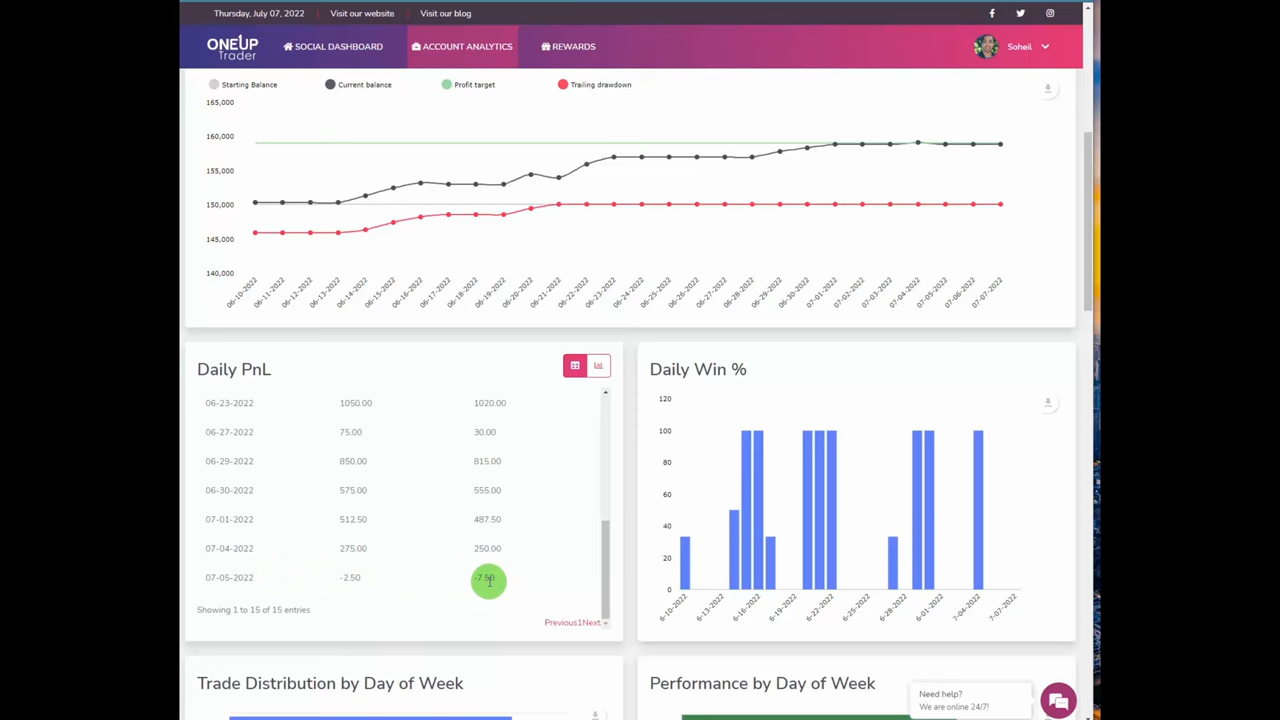 Thursday, July 07, 2022 Visit our website Visit our blog
ONEUP Trader SOCIAL DASHBOARD ACCOUNT ANALYTICS REWARDS Soheil
Starting Balance Current balance Profit target Trailing drawdown
165,000
160,000
155,000
150,000
145,000
140,000
06-10-2022 06-11-2022 06-12-2022 06-13-2022 06-14-2022 06-15-2022 06-16-2022 06-17-2022 06-18-2022 06-19-2022 06-20-2022 06-21-2022 06-22-2022 06-23-2022 06-24-2022 06-25-2022 06-26-2022 06-27-2022 06-28-2022 06-29-2022 06-30-2022 07-01-2022 07-02-2022 07-03-2022 07-04-2022 07-05-2022 07-06-2022 07-07-2022
Daily PnL
06-23-2022 1050.00 1020.00
06-27-2022 75.00 30.00
06-29-2022 850.00 815.00
06-30-2022 575.00 555.00
07-01-2022 512.50 487.50
07-04-2022 275.00 250.00
07-05-2022 -2.50 -7.50
Showing 1 to 15 of 15 entries
Previous1Next
Daily Win %
120
100
80
60
40
20
0
6-10-2022 6-13-2022 6-16-2022 6-19-2022 6-22-2022 6-25-2022 6-28-2022 6-01-2022 7-04-2022 7-07-2022
Trade Distribution by Day of Week
Performance by Day of Week
Need help?
We are online 24/7!